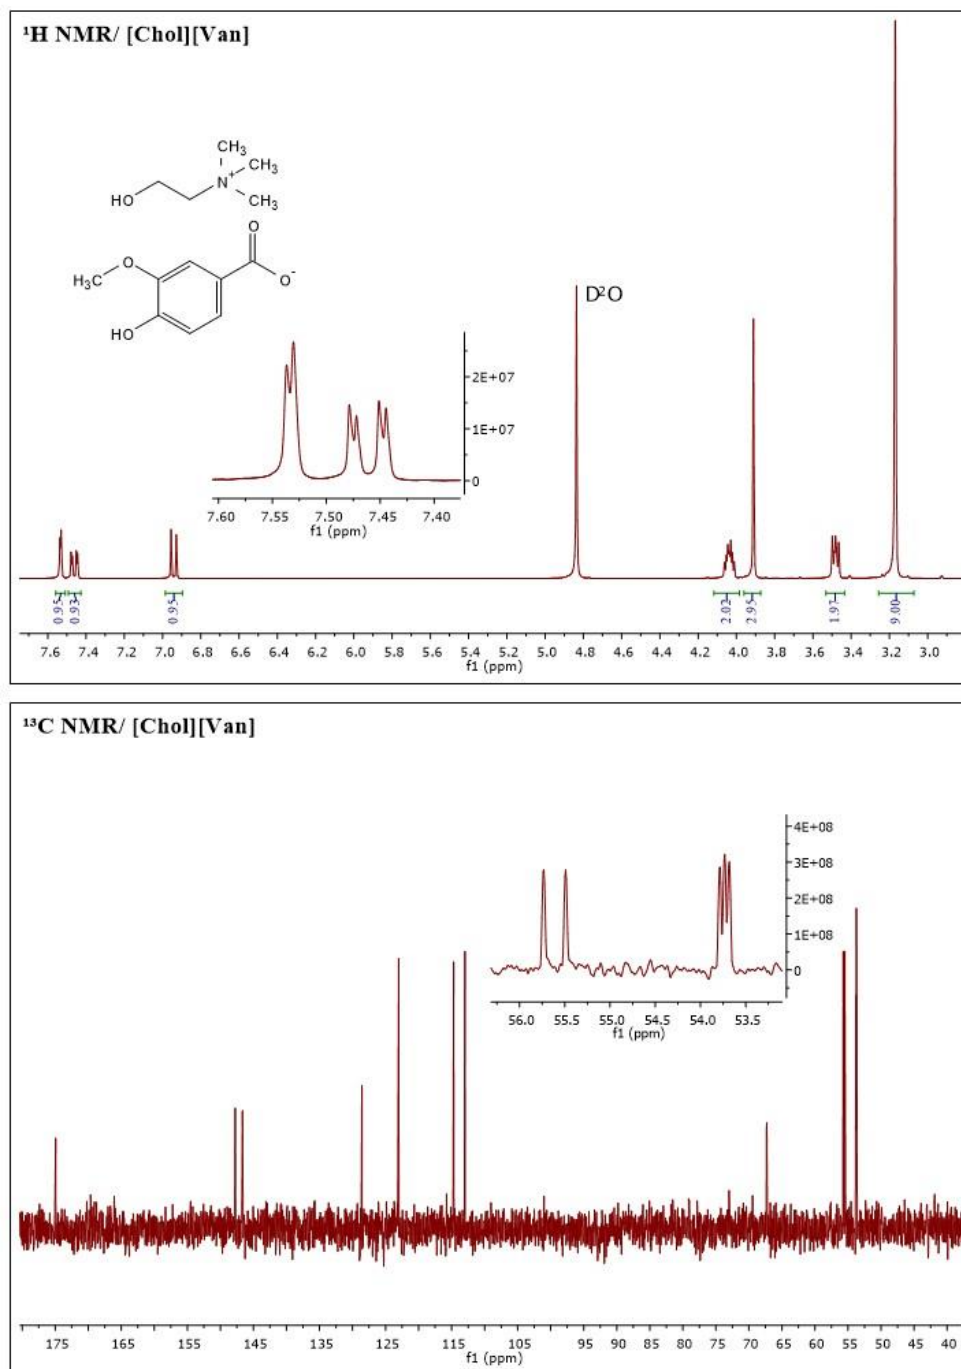 ¹H NMR/ [Chol][Van]
CH₃
N⁺
CH₃
HO
CH₃
O
O
H₃C
O⁻
HO
D²O
2E+07
1E+07
0
7.60 7.55 7.50 7.45 7.40
f1 (ppm)
0.95 0.93 0.95 2.02 2.95 1.97 9.00
7.6 7.4 7.2 7.0 6.8 6.6 6.4 6.2 6.0 5.8 5.6 5.4 5.2 5.0 4.8 4.6 4.4 4.2 4.0 3.8 3.6 3.4 3.2 3.0
f1 (ppm)
¹³C NMR/ [Chol][Van]
4E+08
3E+08
2E+08
1E+08
0
56.0 55.5 55.0 54.5 54.0 53.5
f1 (ppm)
175 165 155 145 135 125 115 105 95 90 85 80 75 70 65 60 55 50 45 40
f1 (ppm)